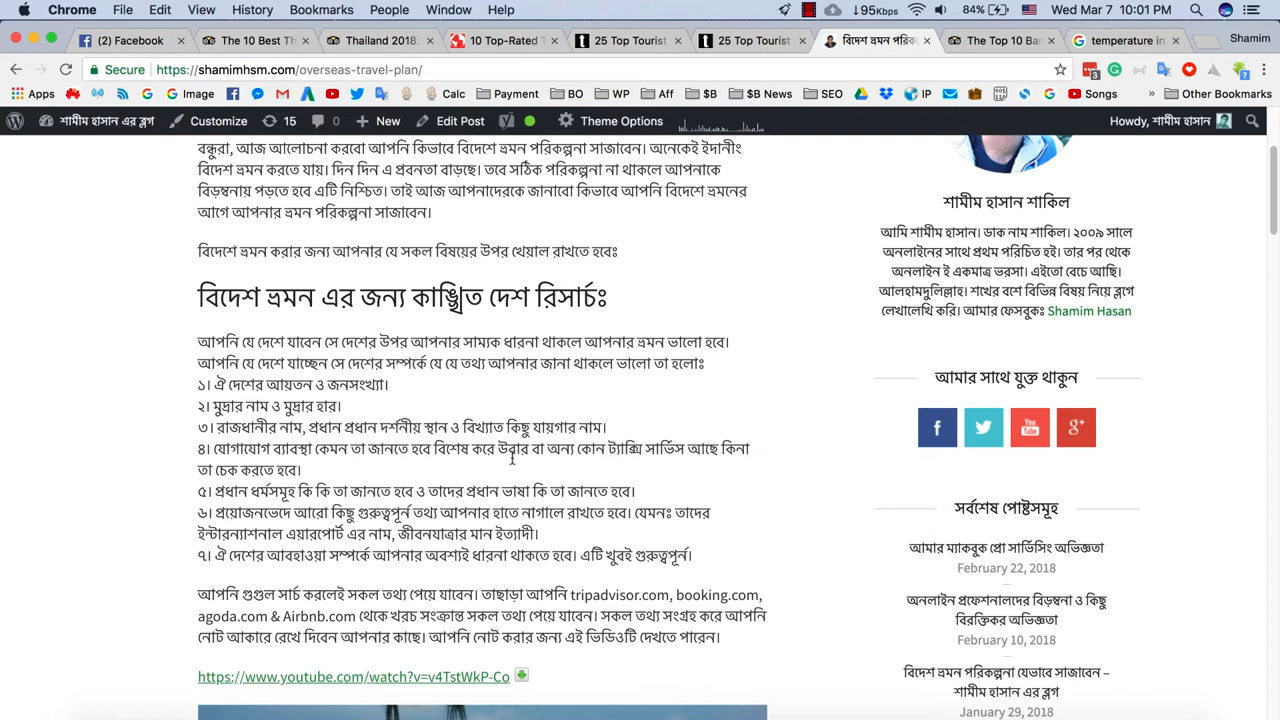 Chrome File Edit View History Bookmarks People Window Help
↓95Kbps 84% Wed Mar 7 10:01 PM
(2) Facebook
The 10 Best Th
Thailand 2018:
10 Top-Rated T
25 Top Tourist
25 Top Tourist
বিদেশ ভ্রমন পরিক
The Top 10 Bar
temperature in
Shamim
Secure https://shamimhsm.com/overseas-travel-plan/
Apps G Image Calc Payment BO WP Aff $B $B News SEO IP Songs » Other Bookmarks
শামীম হাসান এর ব্লগ Customize 15 0 New Edit Post Theme Options Howdy, শামীম হাসান
বন্ধুরা, আজ আলোচনা করবো আপনি কিভাবে বিদেশে ভ্রমন পরিকল্পনা সাজাবেন। অনেকেই ইদানীং
বিদেশ ভ্রমন করতে যায়। দিন দিন এ প্রবনতা বাড়ছে। তবে সঠিক পরিকল্পনা না থাকলে আপনাকে
বিড়ম্বনায় পড়তে হবে এটি নিশ্চিত। তাই আজ আপনাদেরকে জানাবো কিভাবে আপনি বিদেশে ভ্রমনের
আগে আপনার ভ্রমন পরিকল্পনা সাজাবেন।
বিদেশে ভ্রমন করার জন্য আপনার যে সকল বিষয়ের উপর খেয়াল রাখতে হবেঃ
বিদেশ ভ্রমন এর জন্য কাঙ্খিত দেশ রিসার্চঃ
আপনি যে দেশে যাবেন সে দেশের উপর আপনার সাম্যক ধারনা থাকলে আপনার ভ্রমন ভালো হবে।
আপনি যে দেশে যাচ্ছেন সে দেশের সম্পর্কে যে যে তথ্য আপনার জানা থাকলে ভালো তা হলোঃ
১। ঐ দেশের আয়তন ও জনসংখ্যা।
২। মুদ্রার নাম ও মুদ্রার হার।
৩। রাজধানীর নাম, প্রধান প্রধান দর্শনীয় স্থান ও বিখ্যাত কিছু যায়গার নাম।
৪। যোগাযোগ ব্যাবস্থা কেমন তা জানতে হবে বিশেষ করে উবার বা অন্য কোন ট্যাক্সি সার্ভিস আছে কিনা
তা চেক করতে হবে।
৫। প্রধান ধর্মসমূহ কি কি তা জানতে হবে ও তাদের প্রধান ভাষা কি তা জানতে হবে।
৬। প্রয়োজনভেদে আরো কিছু গুরুত্বপূর্ন তথ্য আপনার হাতে নাগালে রাখতে হবে। যেমনঃ তাদের
ইন্টারন্যাশনাল এয়ারপোর্ট এর নাম, জীবনযাত্রার মান ইত্যাদী।
৭। ঐ দেশের আবহাওয়া সম্পর্কে আপনার অবশ্যই ধারনা থাকতে হবে। এটি খুবই গুরুত্বপূর্ন।
আপনি গুগুল সার্চ করলেই সকল তথ্য পেয়ে যাবেন। তাছাড়া আপনি tripadvisor.com, booking.com,
agoda.com & Airbnb.com থেকে খরচ সংক্রান্ত সকল তথ্য পেয়ে যাবেন। সকল তথ্য সংগ্রহ করে আপনি
নোট আকারে রেখে দিবেন আপনার কাছে। আপনি নোট করার জন্য এই ভিডিওটি দেখতে পারেন।
https://www.youtube.com/watch?v=v4TstWkP-Co
শামীম হাসান শাকিল
আমি শামীম হাসান। ডাক নাম শাকিল। ২০০৯ সালে
অনলাইনের সাথে প্রথম পরিচিত হই। তার পর থেকে
অনলাইন ই একমাত্র ভরসা। এইতো বেচে আছি।
আলহামদুলিল্লাহ। শখের বশে বিভিন্ন বিষয় নিয়ে ব্লগে
লেখালেখি করি। আমার ফেসবুকঃ Shamim Hasan
আমার সাথে যুক্ত থাকুন
সর্বশেষ পোষ্টসমূহ
আমার ম্যাকবুক প্রো সার্ভিসিং অভিজ্ঞতা
February 22, 2018
অনলাইন প্রফেশনালদের বিড়ম্বনা ও কিছু
বিরক্তিকর অভিজ্ঞতা
February 10, 2018
বিদেশ ভ্রমন পরিকল্পনা যেভাবে সাজাবেন –
শামীম হাসান এর ব্লগ
January 29, 2018